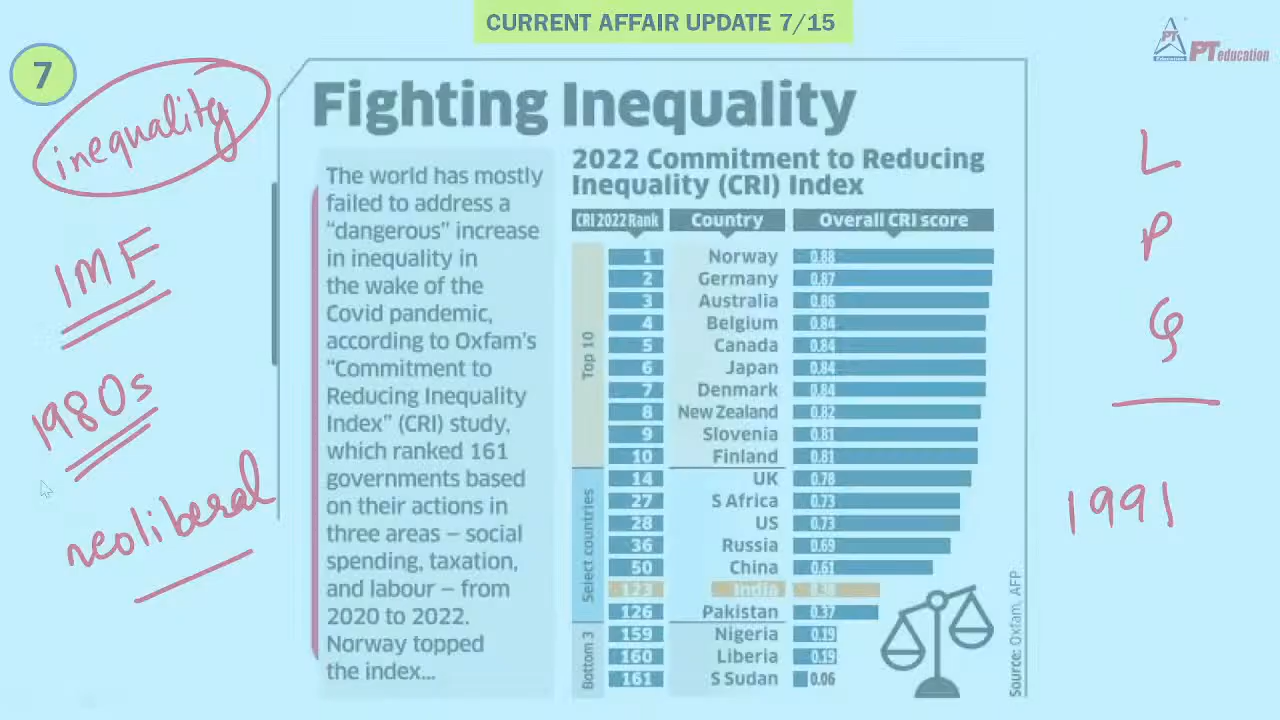 CURRENT AFFAIR UPDATE 7/15
PT
Education
PT education
7
inequality
IMF
1980s
neoliberal
Fighting Inequality
The world has mostly
failed to address a
“dangerous” increase
in inequality in
the wake of the
Covid pandemic,
according to Oxfam’s
“Commitment to
Reducing Inequality
Index” (CRI) study,
which ranked 161
governments based
on their actions in
three areas – social
spending, taxation,
and labour – from
2020 to 2022.
Norway topped
the index...
2022 Commitment to Reducing
Inequality (CRI) Index
CRI 2022 Rank Country Overall CRI score
Top 10
1 Norway 0.88
2 Germany 0.87
3 Australia 0.86
4 Belgium 0.84
5 Canada 0.84
6 Japan 0.84
7 Denmark 0.84
8 New Zealand 0.82
9 Slovenia 0.81
10 Finland 0.81
Select countries
14 UK 0.78
27 S Africa 0.73
28 US 0.73
36 Russia 0.69
50 China 0.61
123 India
126 Pakistan 0.37
Bottom 3
159 Nigeria 0.19
160 Liberia 0.19
161 S Sudan 0.06
Source: Oxfam, AFP
L
P
G
1991